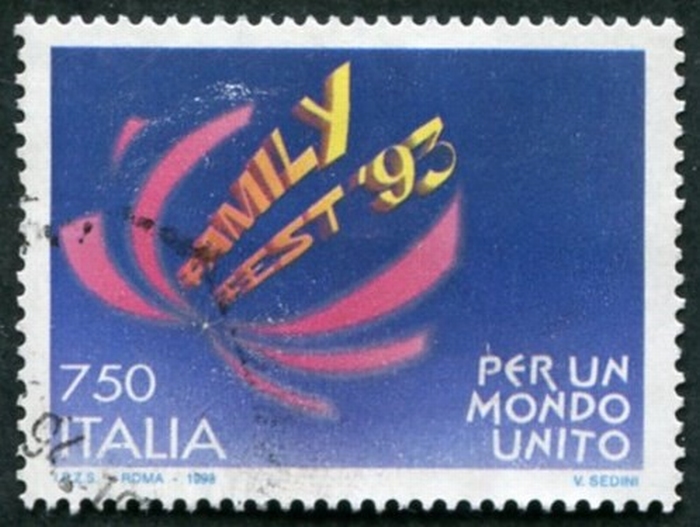 FAMILY
FEST '93
750
ITALIA
PER UN
MONDO
UNITO
I.P.Z.S. - ROMA - 1993
V. SEDINI